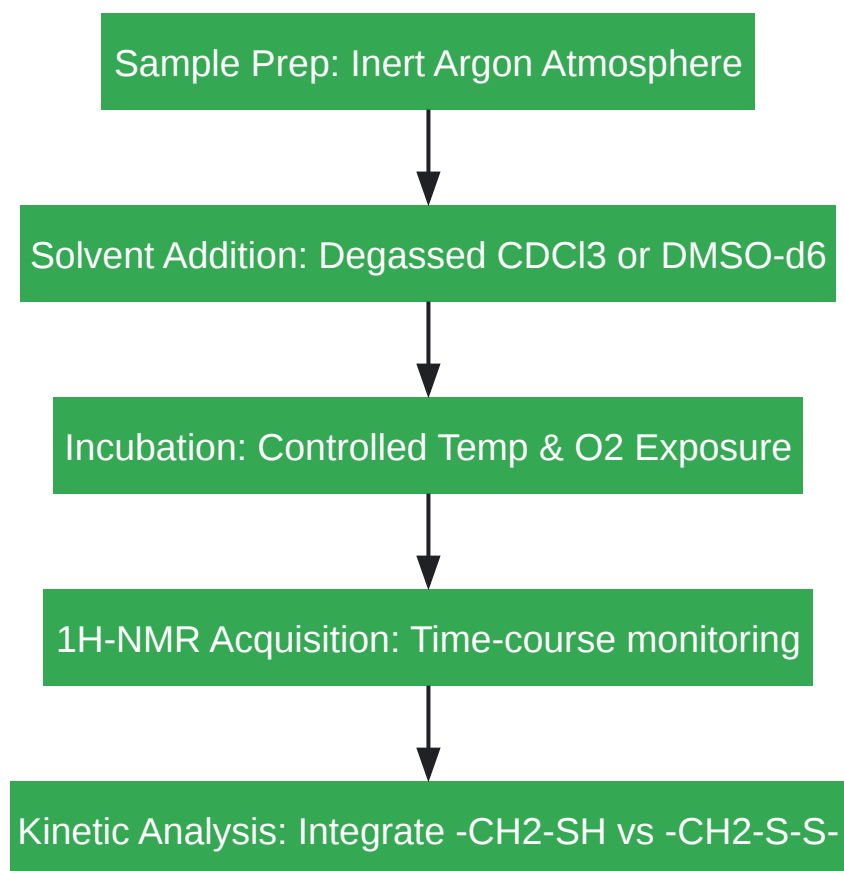 Sample Prep: Inert Argon Atmosphere
Solvent Addition: Degassed CDCl3 or DMSO-d6
Incubation: Controlled Temp & O2 Exposure
1H-NMR Acquisition: Time-course monitoring
Kinetic Analysis: Integrate -CH2-SH vs -CH2-S-S-